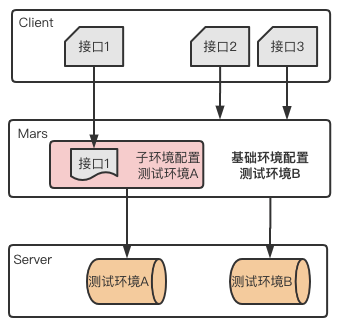 Client
接口1
接口2
接口3
Mars
接口1
子环境配置
测试环境A
基础环境配置
测试环境B
Server
测试环境A
测试环境B